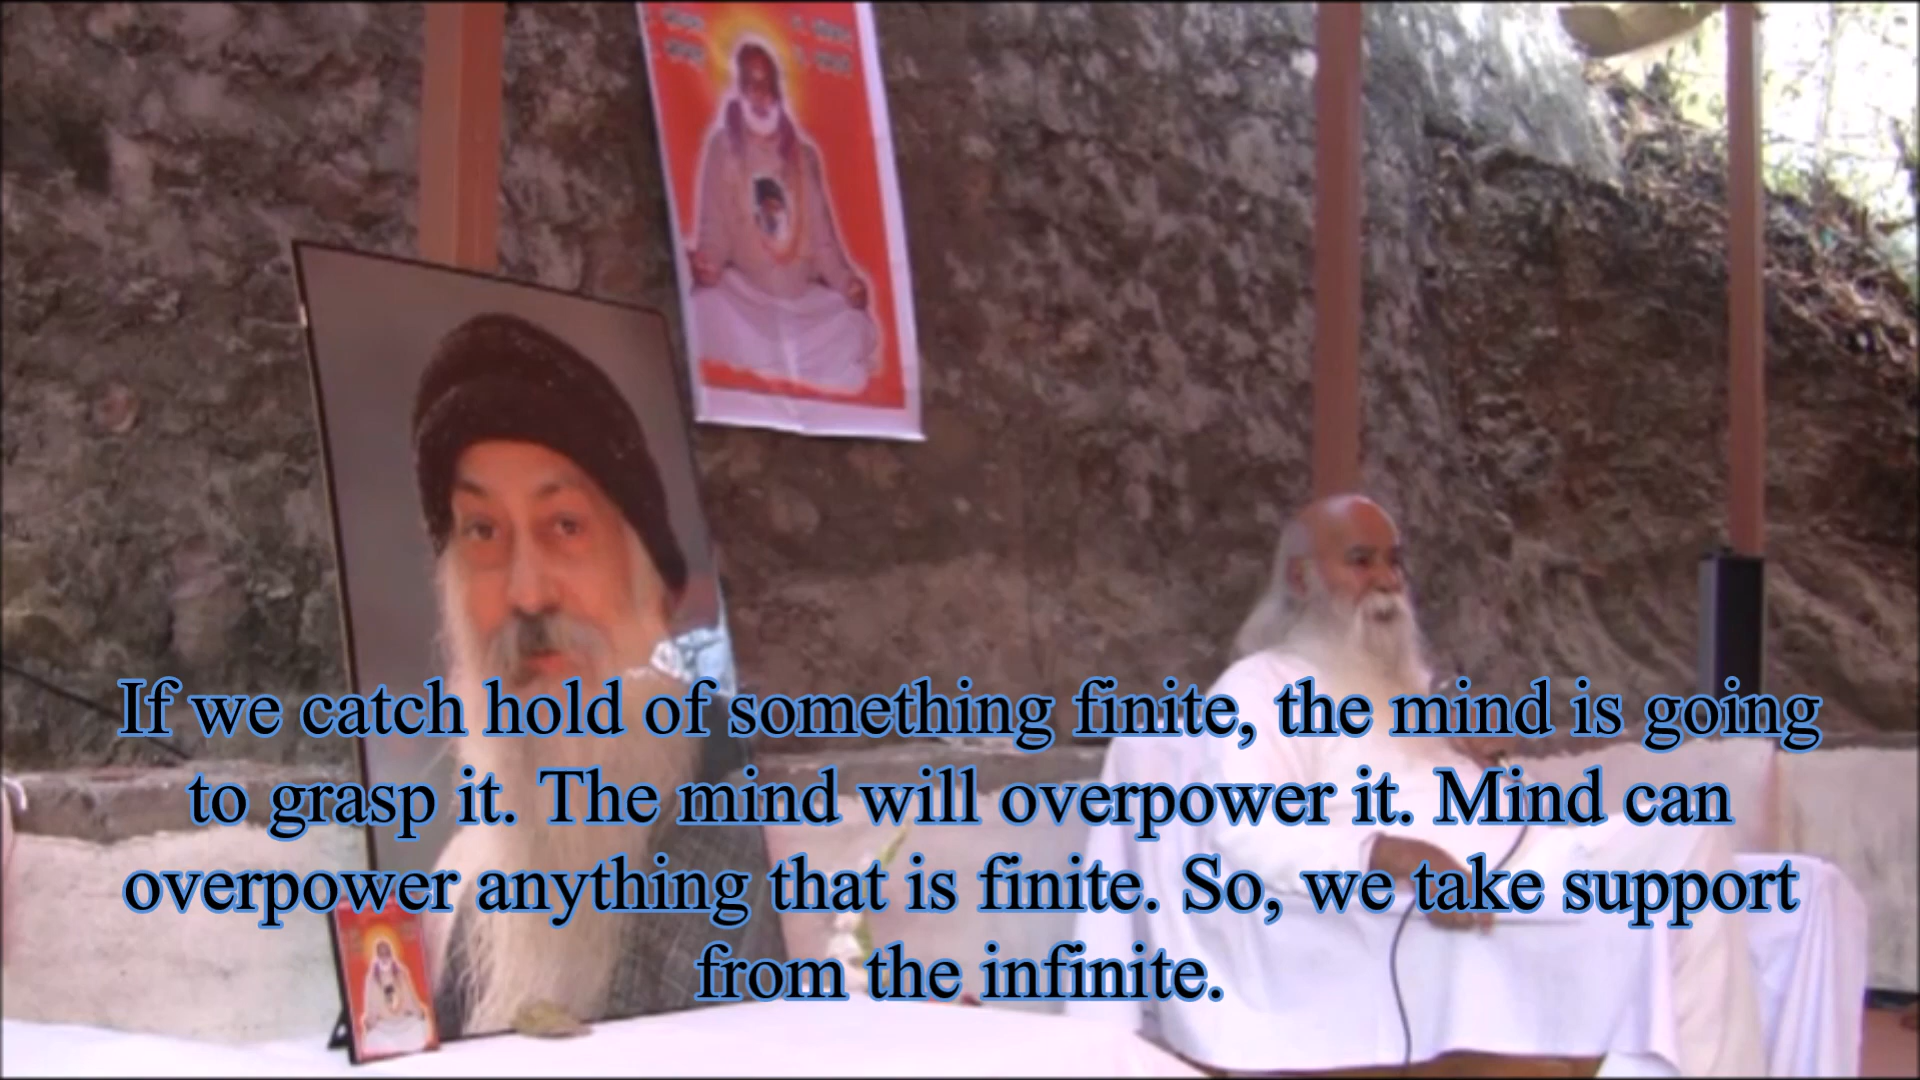 If we catch hold of something finite, the mind is going
to grasp it. The mind will overpower it. Mind can
overpower anything that is finite. So, we take support
from the infinite.